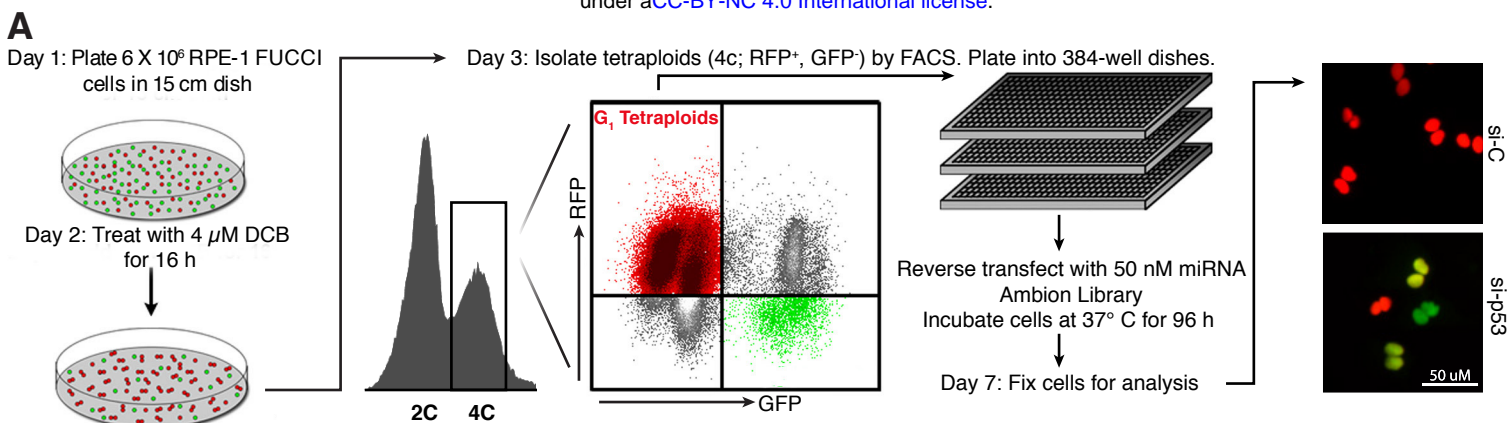 under aCC-BY-NC 4.0 International license.
A
Day 1: Plate 6 X 10⁶ RPE-1 FUCCI
cells in 15 cm dish
Day 2: Treat with 4 µM DCB
for 16 h
Day 3: Isolate tetraploids (4c; RFP⁺, GFP⁻) by FACS. Plate into 384-well dishes.
2C
4C
G₁ Tetraploids
RFP
GFP
Reverse transfect with 50 nM miRNA
Ambion Library
Incubate cells at 37° C for 96 h
Day 7: Fix cells for analysis
si-C
si-p53
50 uM